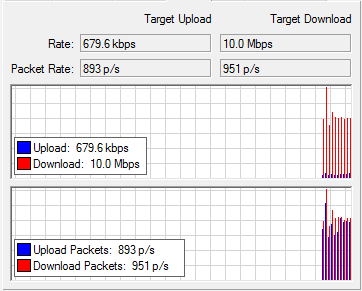 Target Upload Target Download
Rate: 679.6 kbps 10.0 Mbps
Packet Rate: 893 p/s 951 p/s
Upload: 679.6 kbps
Download: 10.0 Mbps
Upload Packets: 893 p/s
Download Packets: 951 p/s